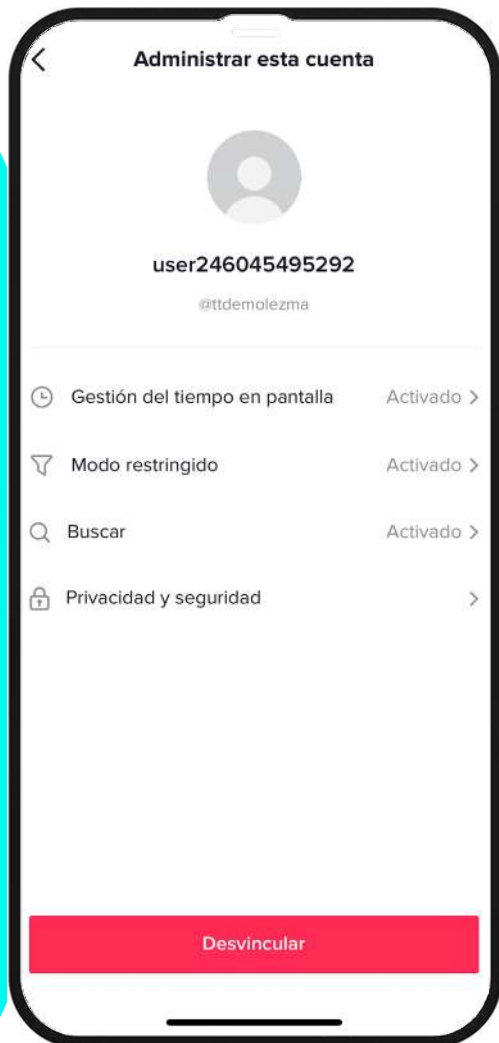 Administrar esta cuenta
user246045495292
@ttdemolezma
Gestión del tiempo en pantalla Activado
Modo restringido Activado
Buscar Activado
Privacidad y seguridad
Desvincular